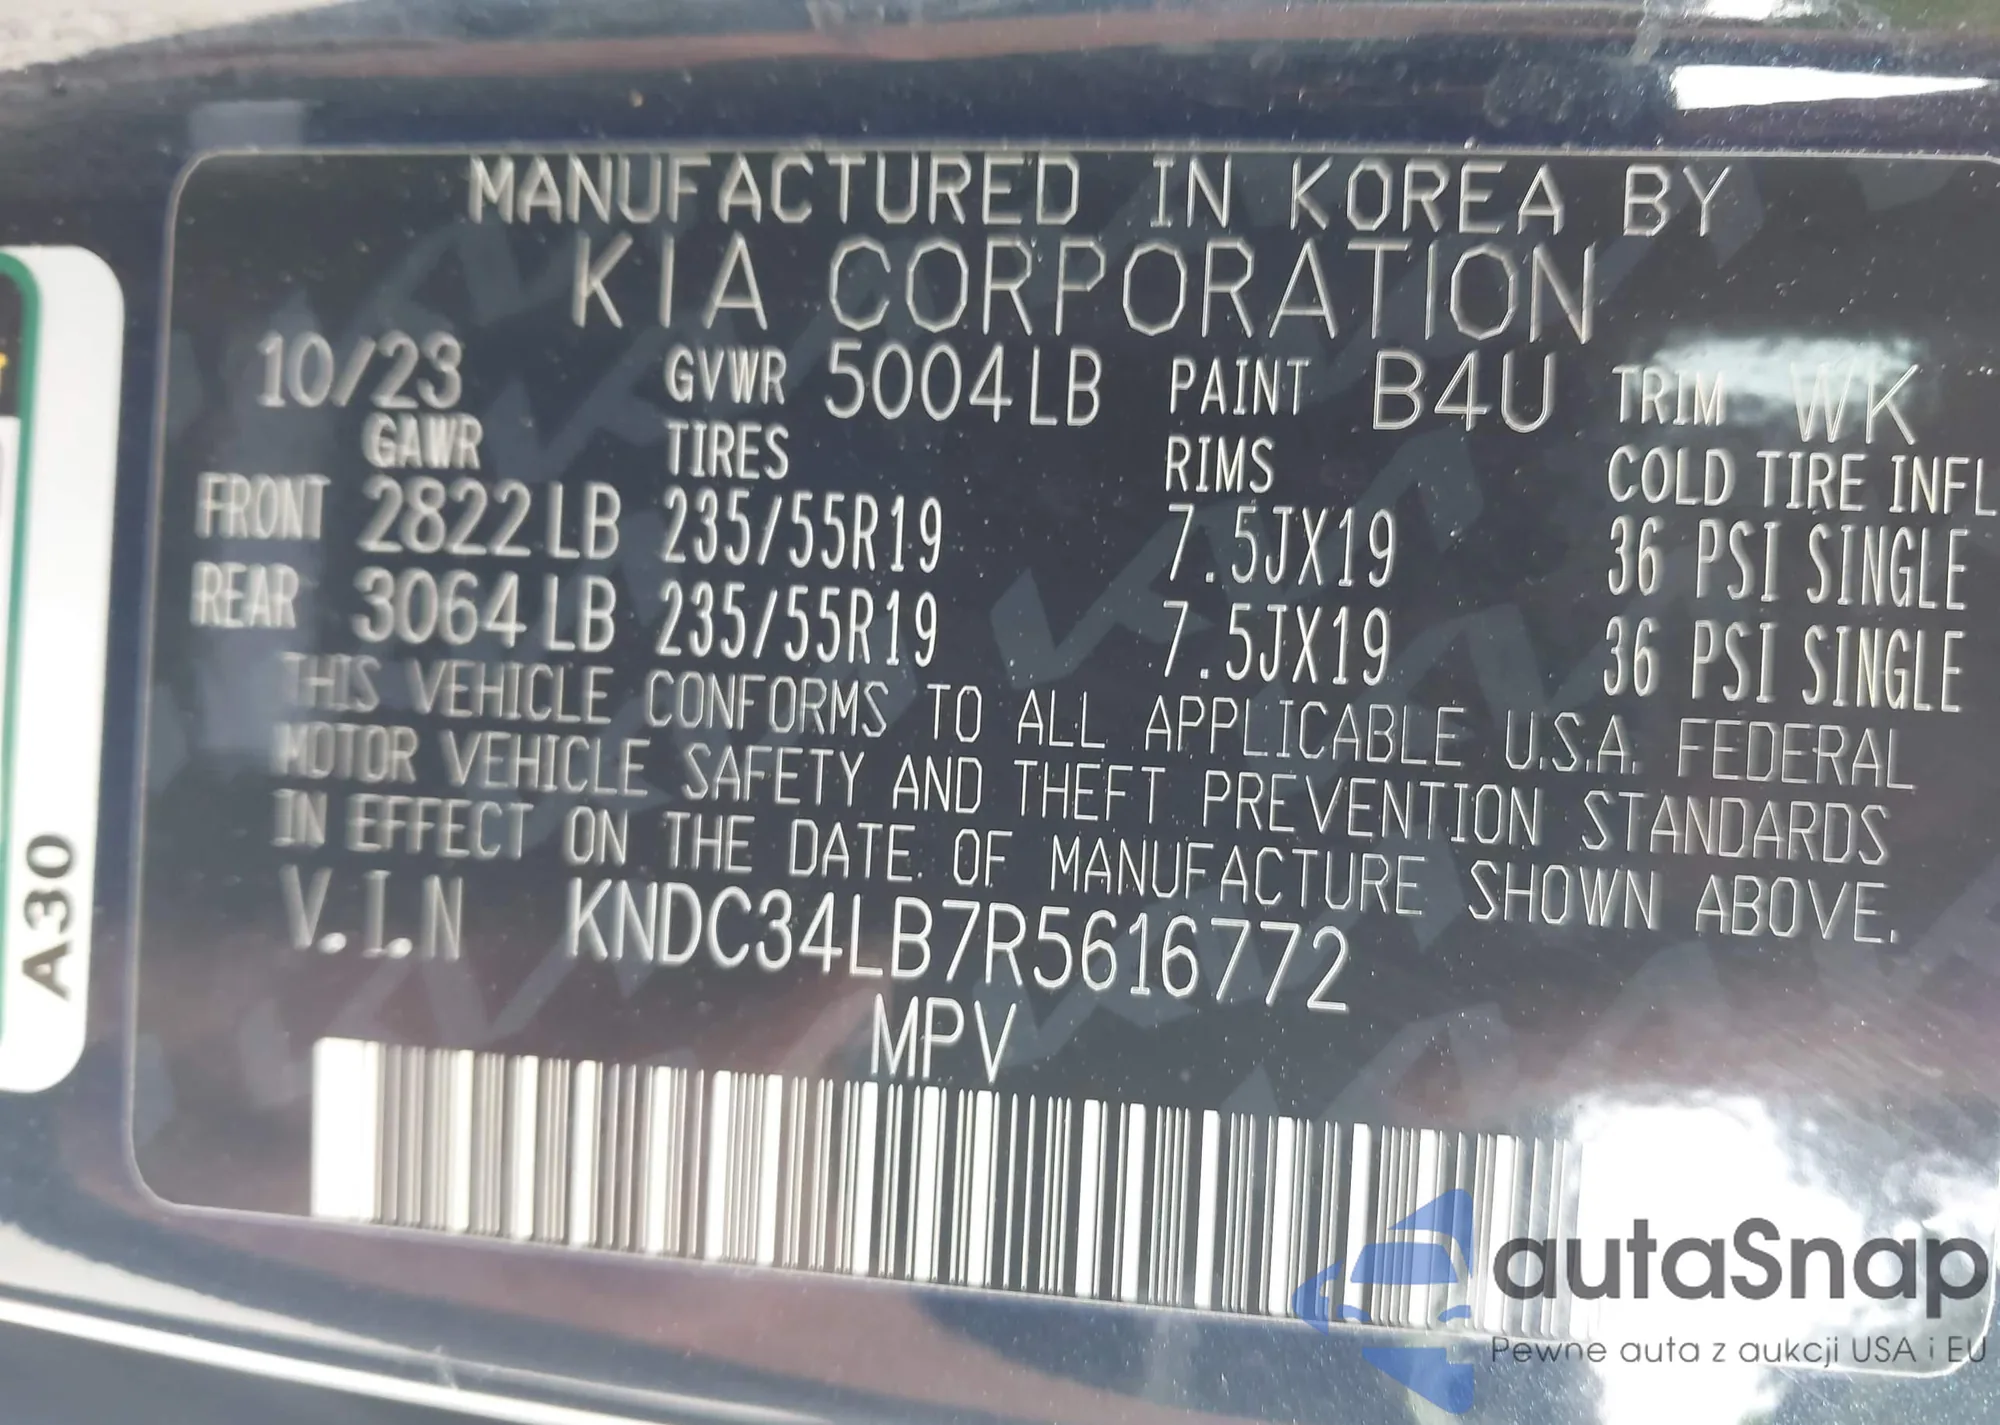 MANUFACTURED IN KOREA BY
KIA CORPORATION
10/23 GVWR 5004LB PAINT B4U TRIM WK
GAWR TIRES RIMS COLD TIRE INFL
FRONT 2822LB 235/55R19 7.5JX19 36 PSI SINGLE
REAR 3064LB 235/55R19 7.5JX19 36 PSI SINGLE
THIS VEHICLE CONFORMS TO ALL APPLICABLE U.S.A. FEDERAL
MOTOR VEHICLE SAFETY AND THEFT PREVENTION STANDARDS
IN EFFECT ON THE DATE OF MANUFACTURE SHOWN ABOVE.
V.I.N KNDC34LB7R5616772
MPV
A30
autaSnap
Pewne auta z aukcji USA i EU